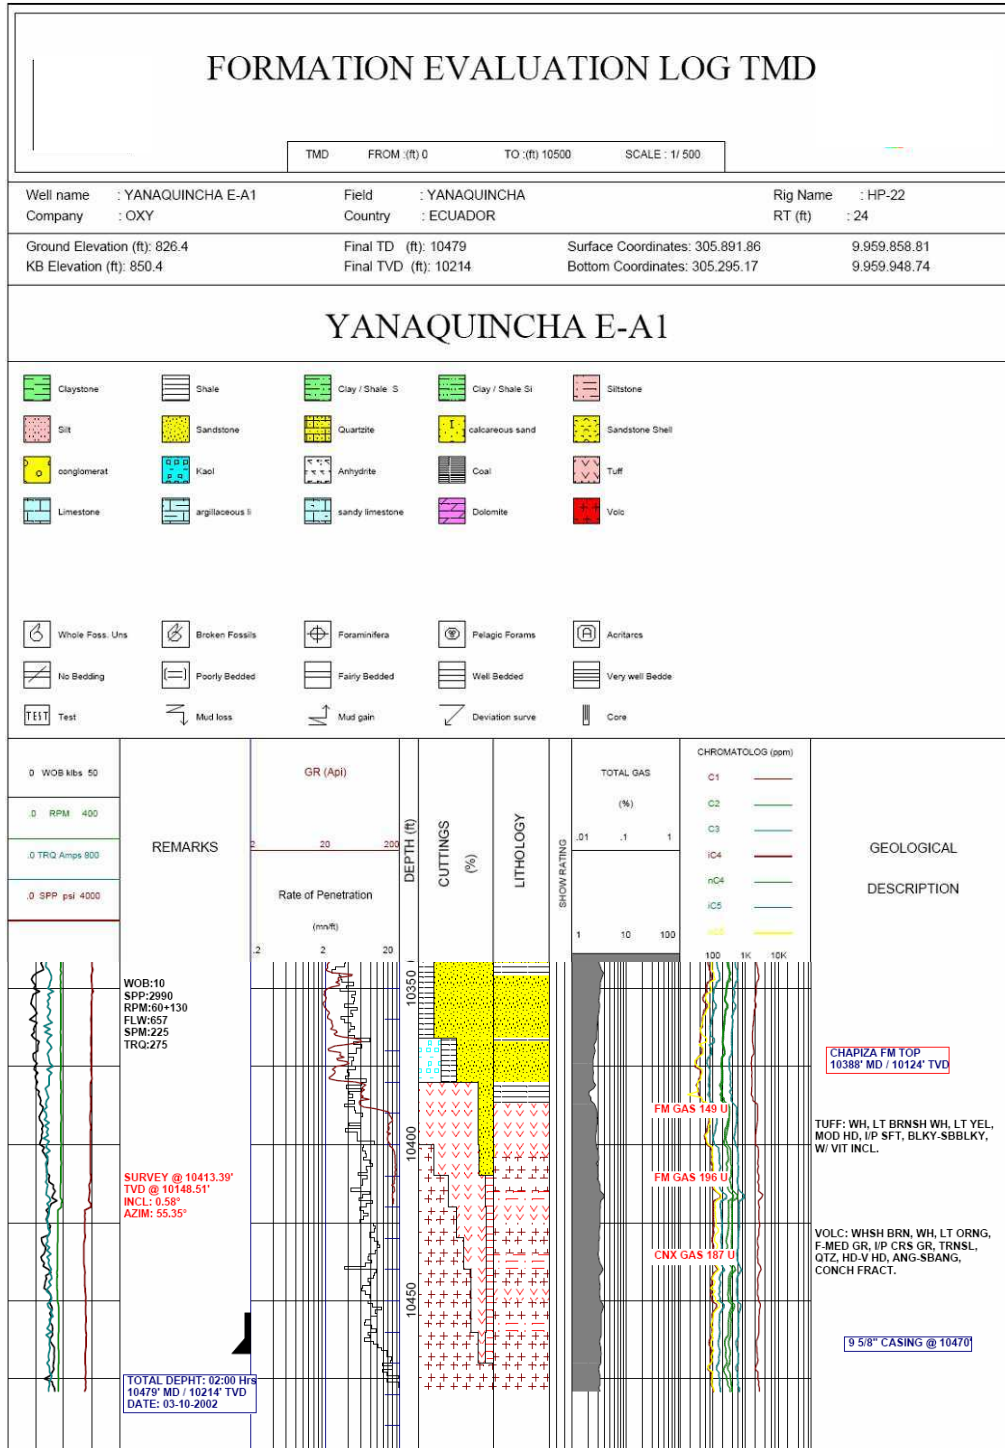 FORMATION EVALUATION LOG TMD
TMD FROM :(ft) 0 TO :(ft) 10500 SCALE : 1/ 500
Well name : YANAQUINCHA E-A1 Field : YANAQUINCHA Rig Name : HP-22
Company : OXY Country : ECUADOR RT (ft) : 24
Ground Elevation (ft): 826.4 Final TD (ft): 10479 Surface Coordinates: 305.891.86 9.959.858.81
KB Elevation (ft): 850.4 Final TVD (ft): 10214 Bottom Coordinates: 305.295.17 9.959.948.74
YANAQUINCHA E-A1
Claystone Shale Clay / Shale S Clay / Shale Si Siltstone
Silt Sandstone Quartzite calcareous sand Sandstone Shell
conglomerat Kaol Anhydrite Coal Tuff
Limestone argillaceous li sandy limestone Dolomite Volc
Whole Foss. Uns Broken Fossils Foraminifera Pelagic Forams Acritarcs
No Bedding Poorly Bedded Fairly Bedded Well Bedded Very well Bedde
TEST Test Mud loss Mud gain Deviation surve Core
0 WOB klbs 50
.0 RPM 400
.0 TRQ Amps 800
.0 SPP psi 4000
REMARKS
GR (Api)
2 20 200
Rate of Penetration
(mn/ft)
.2 2 20
DEPTH (ft)
CUTTINGS
(%)
LITHOLOGY
SHOW RATING
TOTAL GAS
(%)
.01 .1 1
1 10 100
CHROMATOLOG (ppm)
C1
C2
C3
iC4
nC4
iC5
100 1K 10K
GEOLOGICAL
DESCRIPTION
WOB:10
SPP:2990
RPM:60+130
FLW:657
SPM:225
TRQ:275
10350
CHAPIZA FM TOP
10388' MD / 10124' TVD
FM GAS 149 U
TUFF: WH, LT BRNSH WH, LT YEL,
MOD HD, I/P SFT, BLKY-SBBLKY,
W/ VIT INCL.
10400
SURVEY @ 10413.39'
TVD @ 10148.51'
INCL: 0.58°
AZIM: 55.35°
FM GAS 196 U
VOLC: WHSH BRN, WH, LT ORNG,
F-MED GR, I/P CRS GR, TRNSL,
QTZ, HD-V HD, ANG-SBANG,
CONCH FRACT.
CNX GAS 187 U
10450
9 5/8" CASING @ 10470'
TOTAL DEPHT: 02:00 Hrs
10479' MD / 10214' TVD
DATE: 03-10-2002